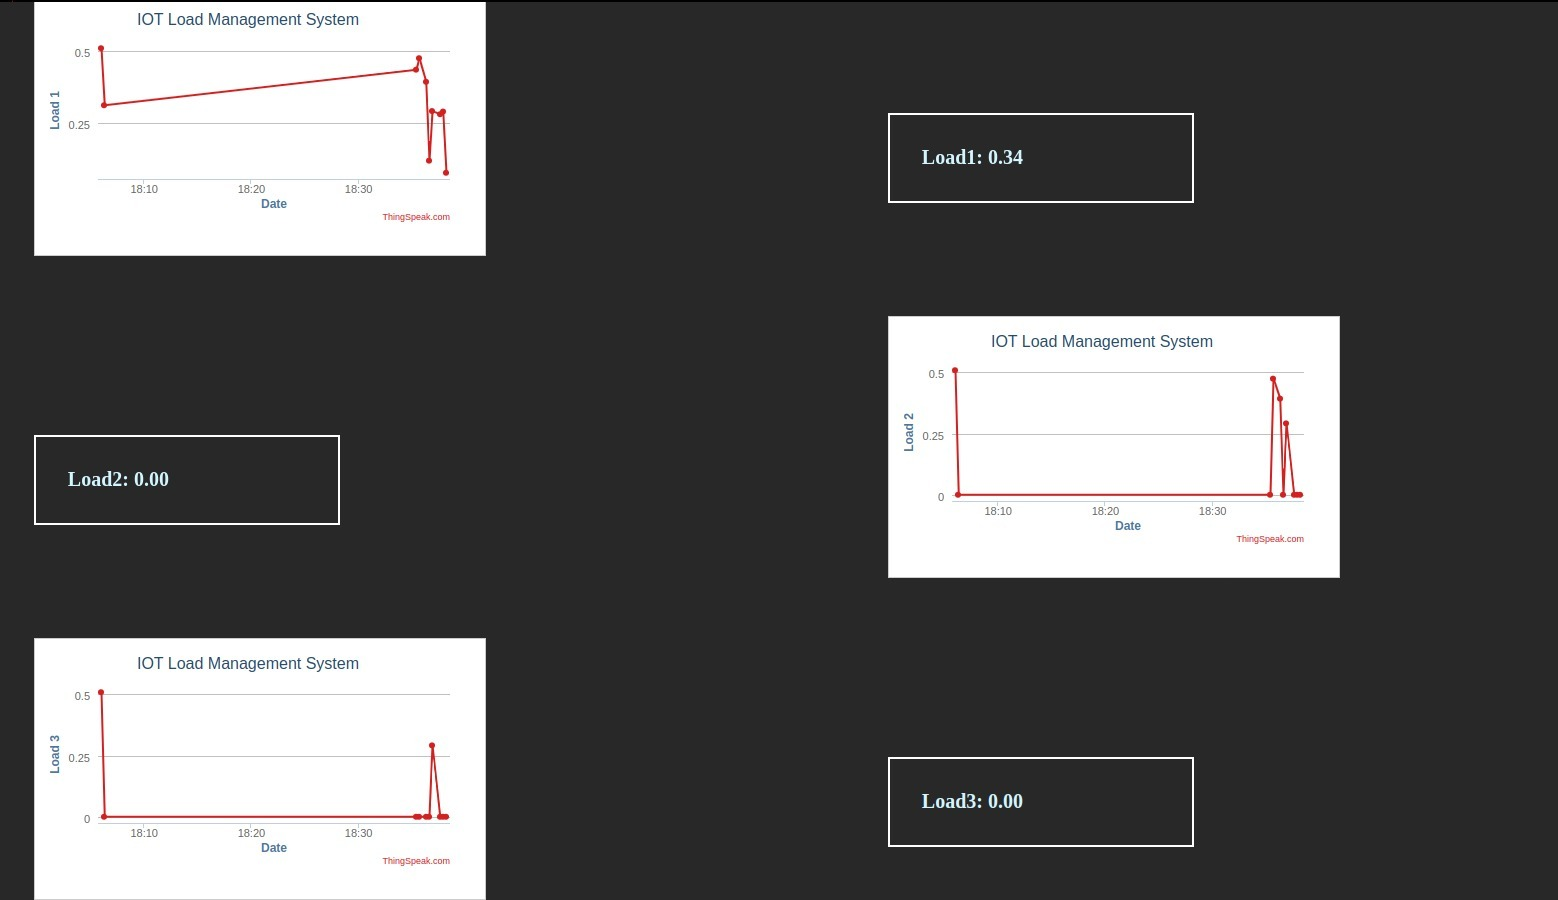 IOT Load Management System
0.5
Load 1
0.25
18:10 18:20 18:30
Date
ThingSpeak.com
Load1: 0.34
Load2: 0.00
IOT Load Management System
0.5
Load 2
0.25
0
18:10 18:20 18:30
Date
ThingSpeak.com
IOT Load Management System
0.5
Load 3
0.25
0
18:10 18:20 18:30
Date
ThingSpeak.com
Load3: 0.00